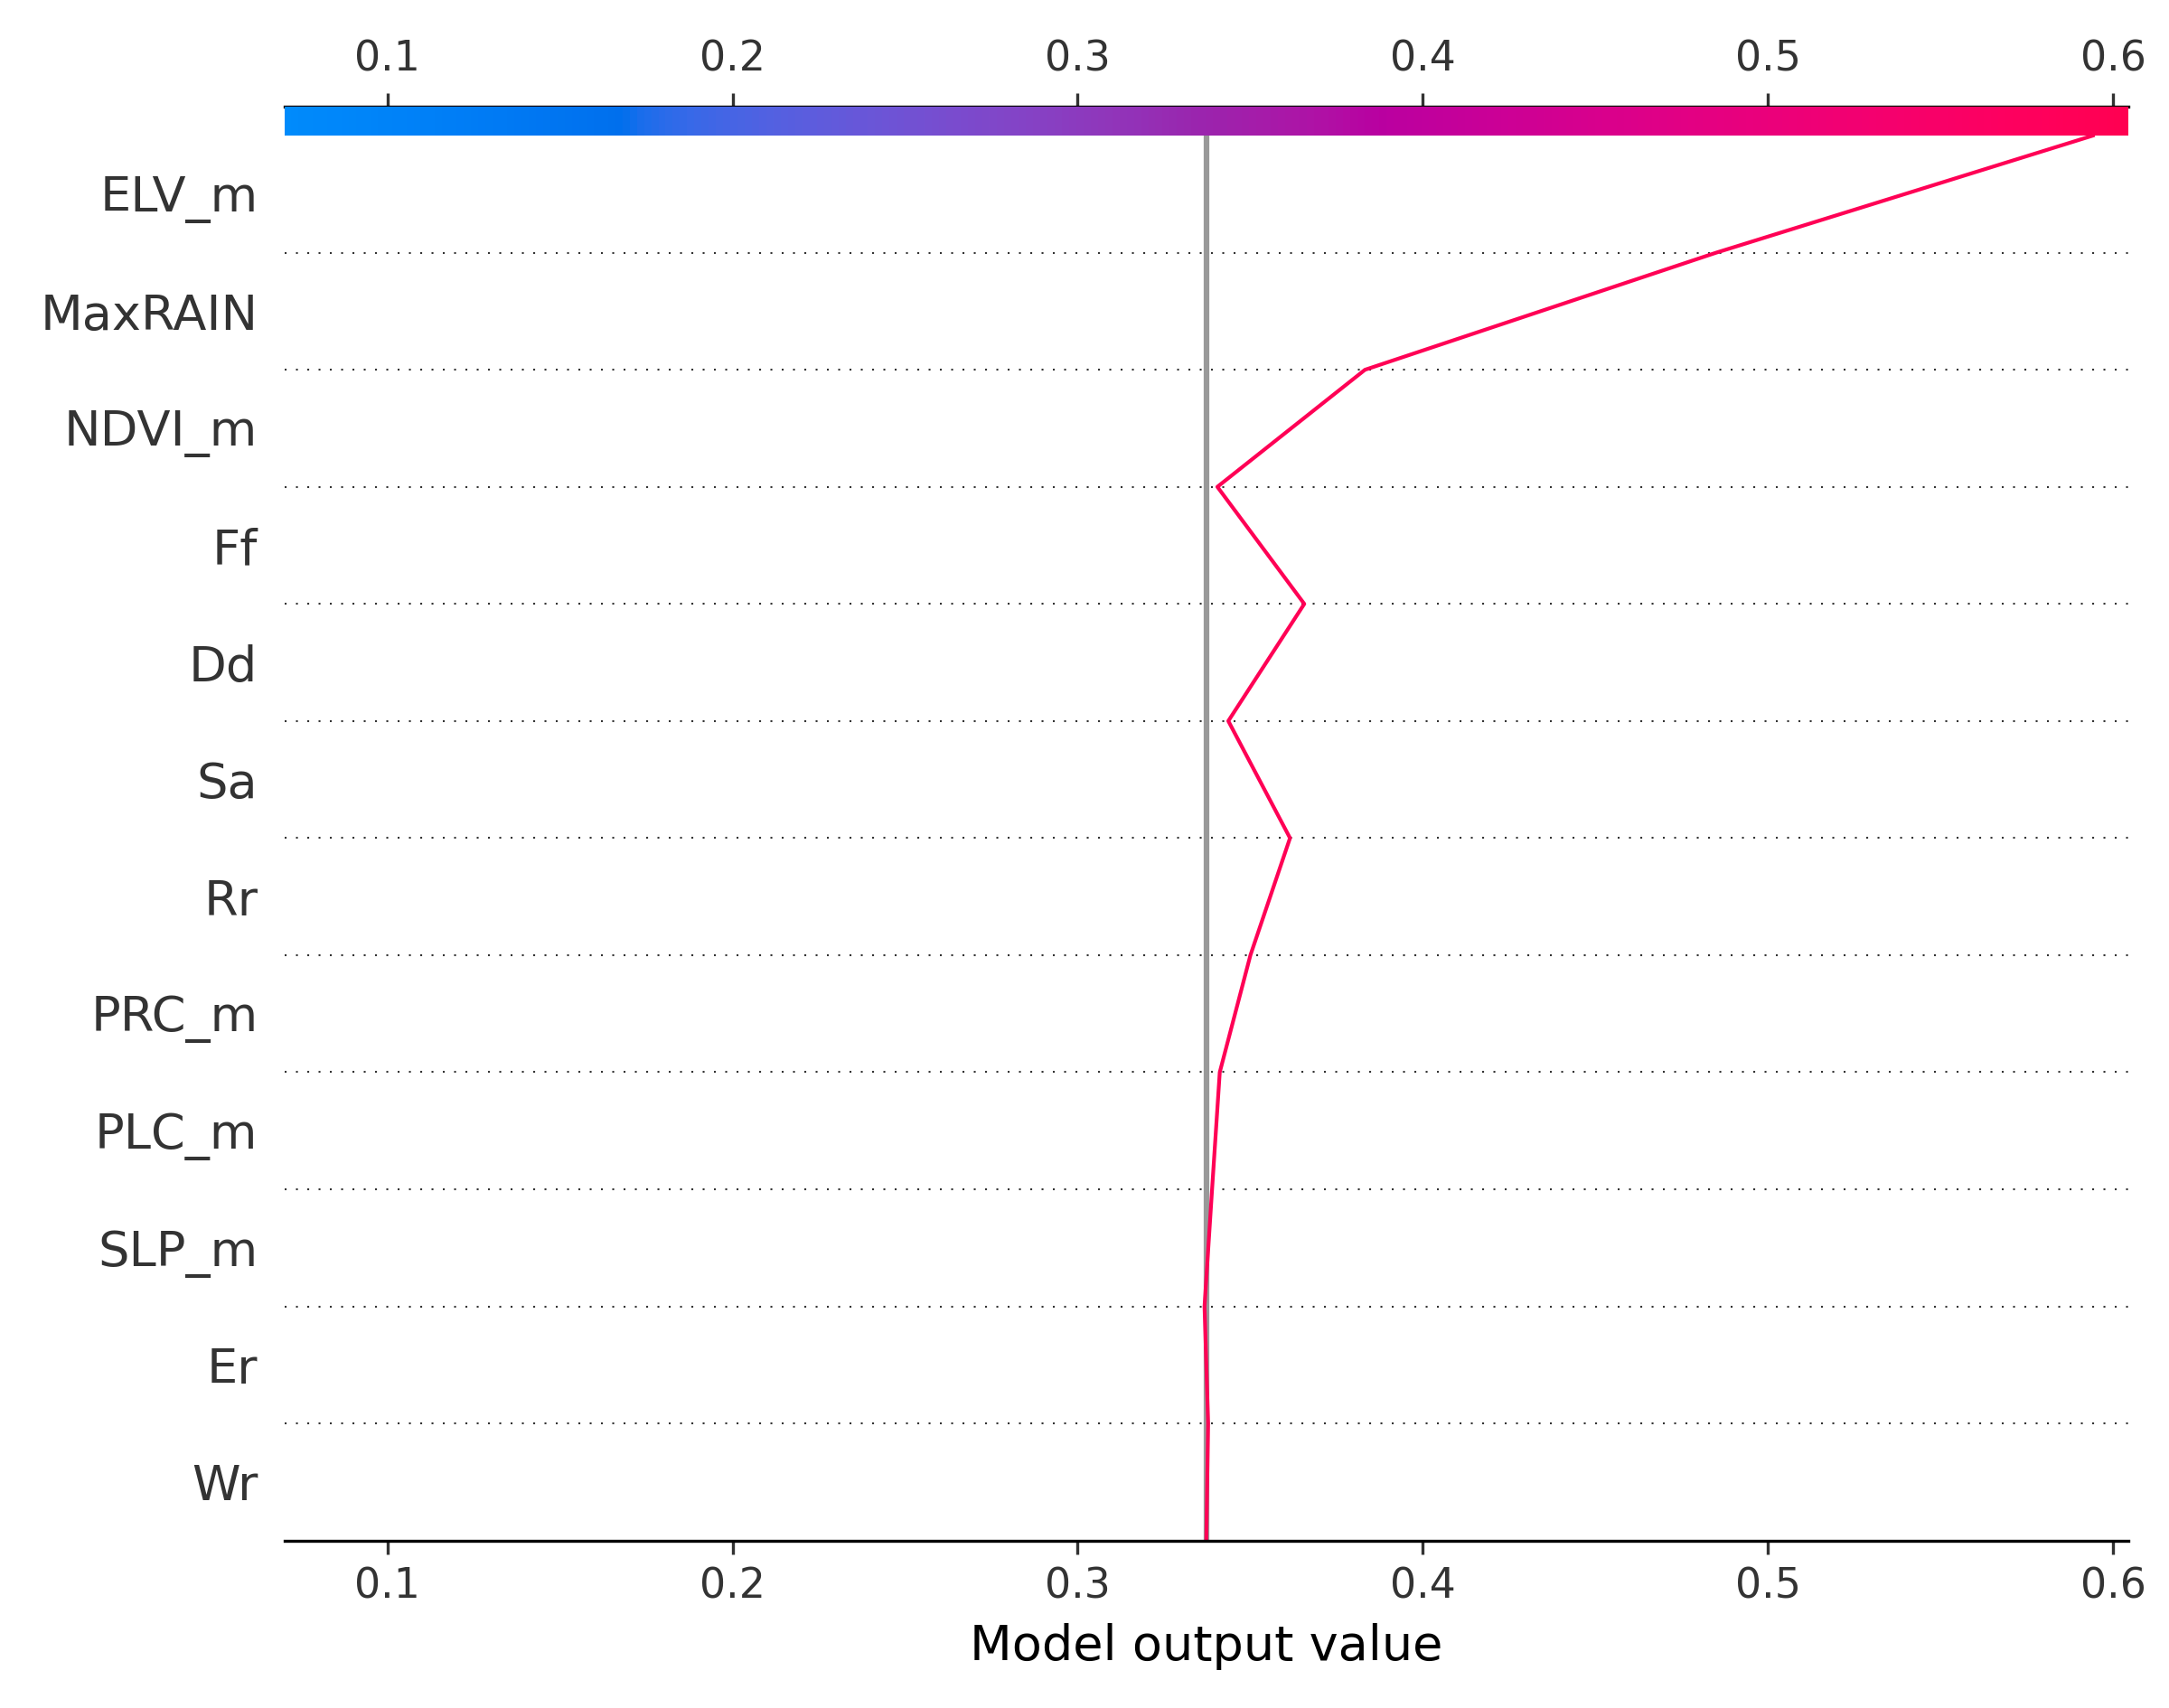 0.1 0.2 0.3 0.4 0.5 0.6
ELV_m
MaxRAIN
NDVI_m
Ff
Dd
Sa
Rr
PRC_m
PLC_m
SLP_m
Er
Wr
0.1 0.2 0.3 0.4 0.5 0.6
Model output value